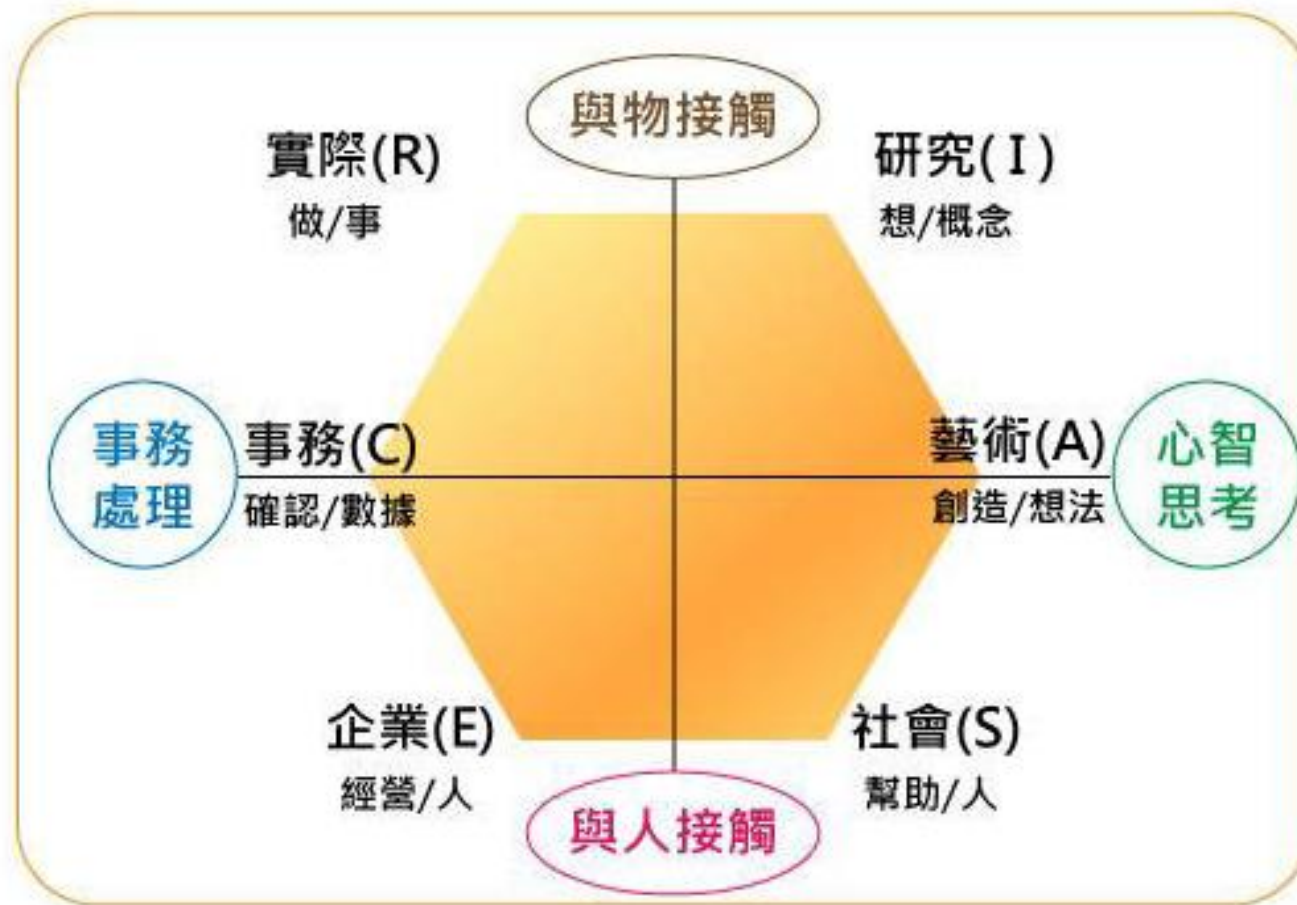 與物接觸
實際(R)
做/事
研究(I)
想/概念
事務
處理
事務(C)
確認/數據
藝術(A)
創造/想法
心智
思考
企業(E)
經營/人
社會(S)
幫助/人
與人接觸